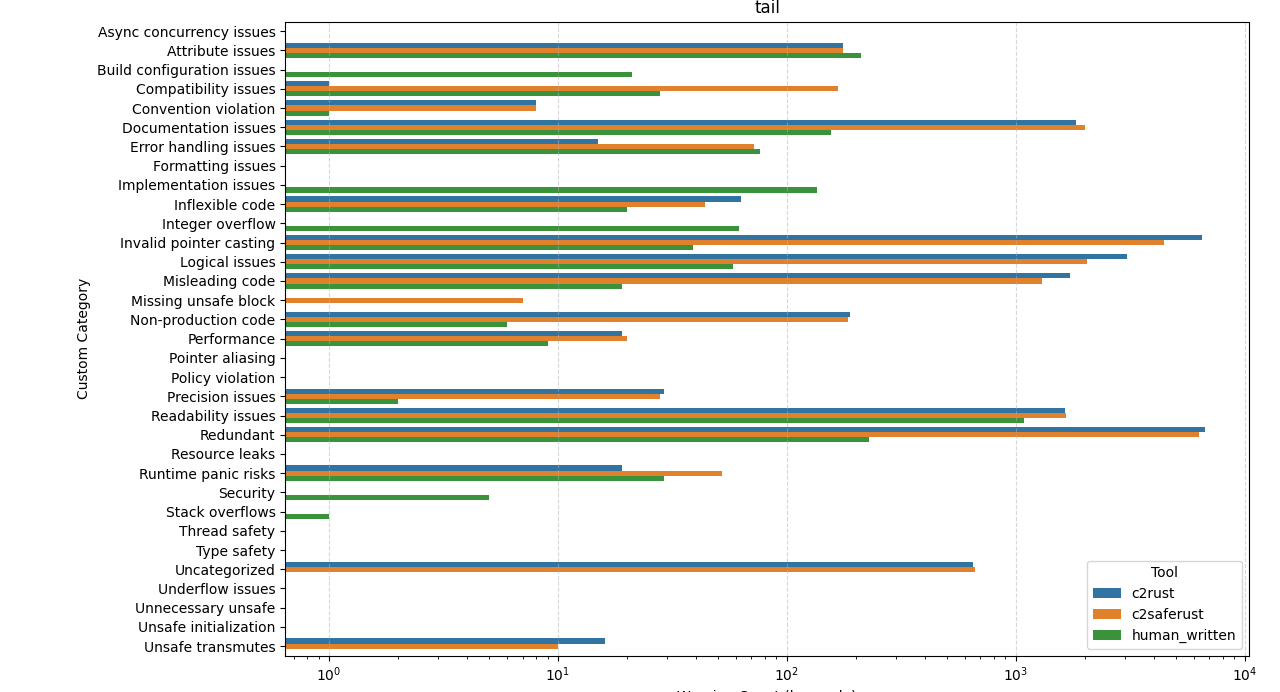 tail
Custom Category
Async concurrency issues
Attribute issues
Build configuration issues
Compatibility issues
Convention violation
Documentation issues
Error handling issues
Formatting issues
Implementation issues
Inflexible code
Integer overflow
Invalid pointer casting
Logical issues
Misleading code
Missing unsafe block
Non-production code
Performance
Pointer aliasing
Policy violation
Precision issues
Readability issues
Redundant
Resource leaks
Runtime panic risks
Security
Stack overflows
Thread safety
Type safety
Uncategorized
Underflow issues
Unnecessary unsafe
Unsafe initialization
Unsafe transmutes
Tool
c2rust
c2saferust
human_written
10⁰ 10¹ 10² 10³ 10⁴